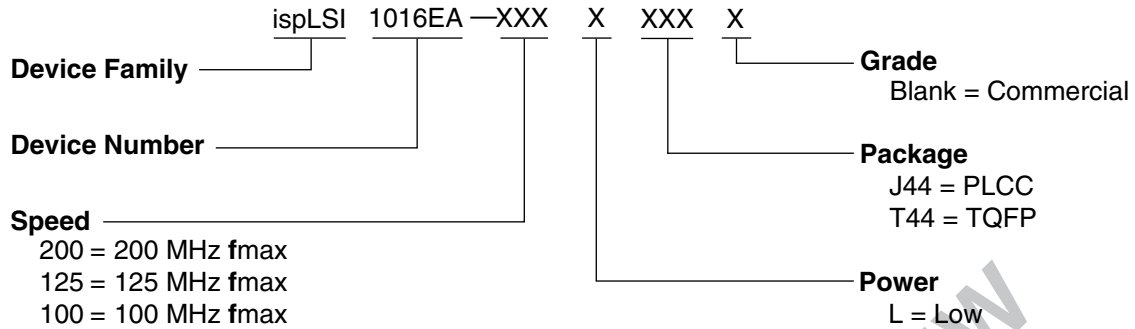 ispLSI 1016EA —XXX X XXX X
Device Family
Grade
Blank = Commercial
Device Number
Package
J44 = PLCC
T44 = TQFP
Speed
200 = 200 MHz fmax
125 = 125 MHz fmax
100 = 100 MHz fmax
Power
L = Low